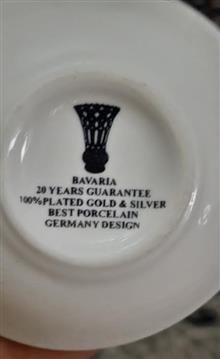 BAVARIA
20 YEARS GUARANTEE
100%PLATED GOLD & SILVER
BEST PORCELAIN
GERMANY DESIGN